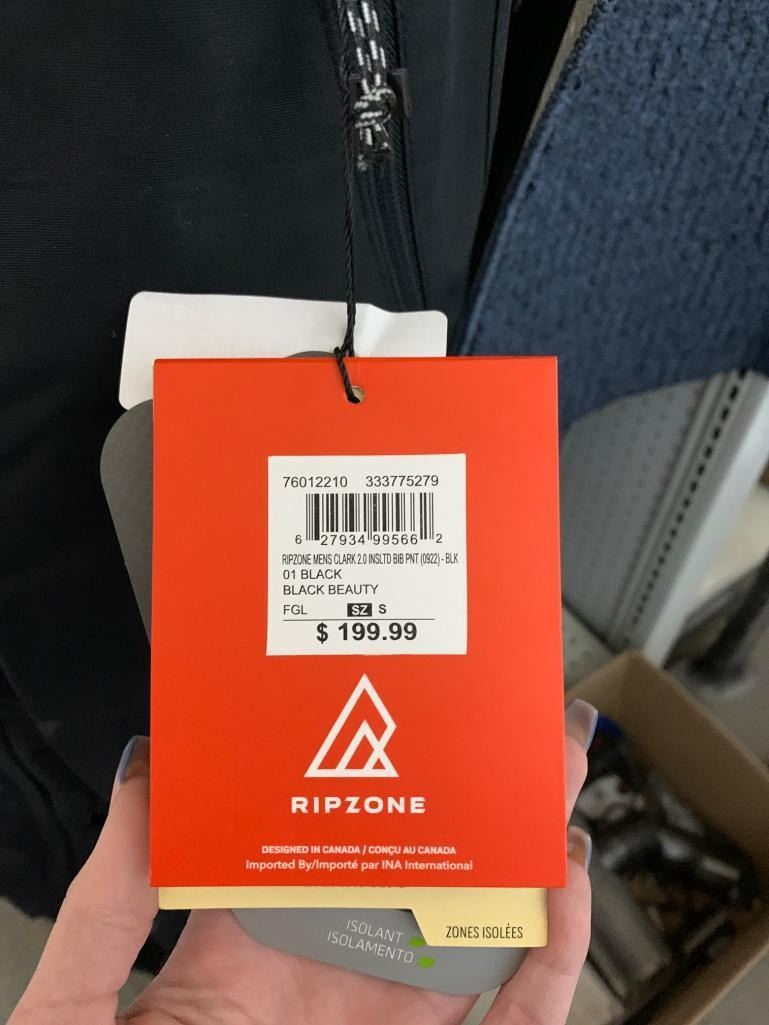 76012210 333775279
6 27934 99566 2
RIPZONE MENS CLARK 2.0 INSLTD BIB PNT (0922) - BLK
01 BLACK
BLACK BEAUTY
FGL SZ S
$ 199.99
RIPZONE
DESIGNED IN CANADA / CONÇU AU CANADA
Imported By/Importé par INA International
ISOLANT
ISOLAMENTO
ZONES ISOLÉES